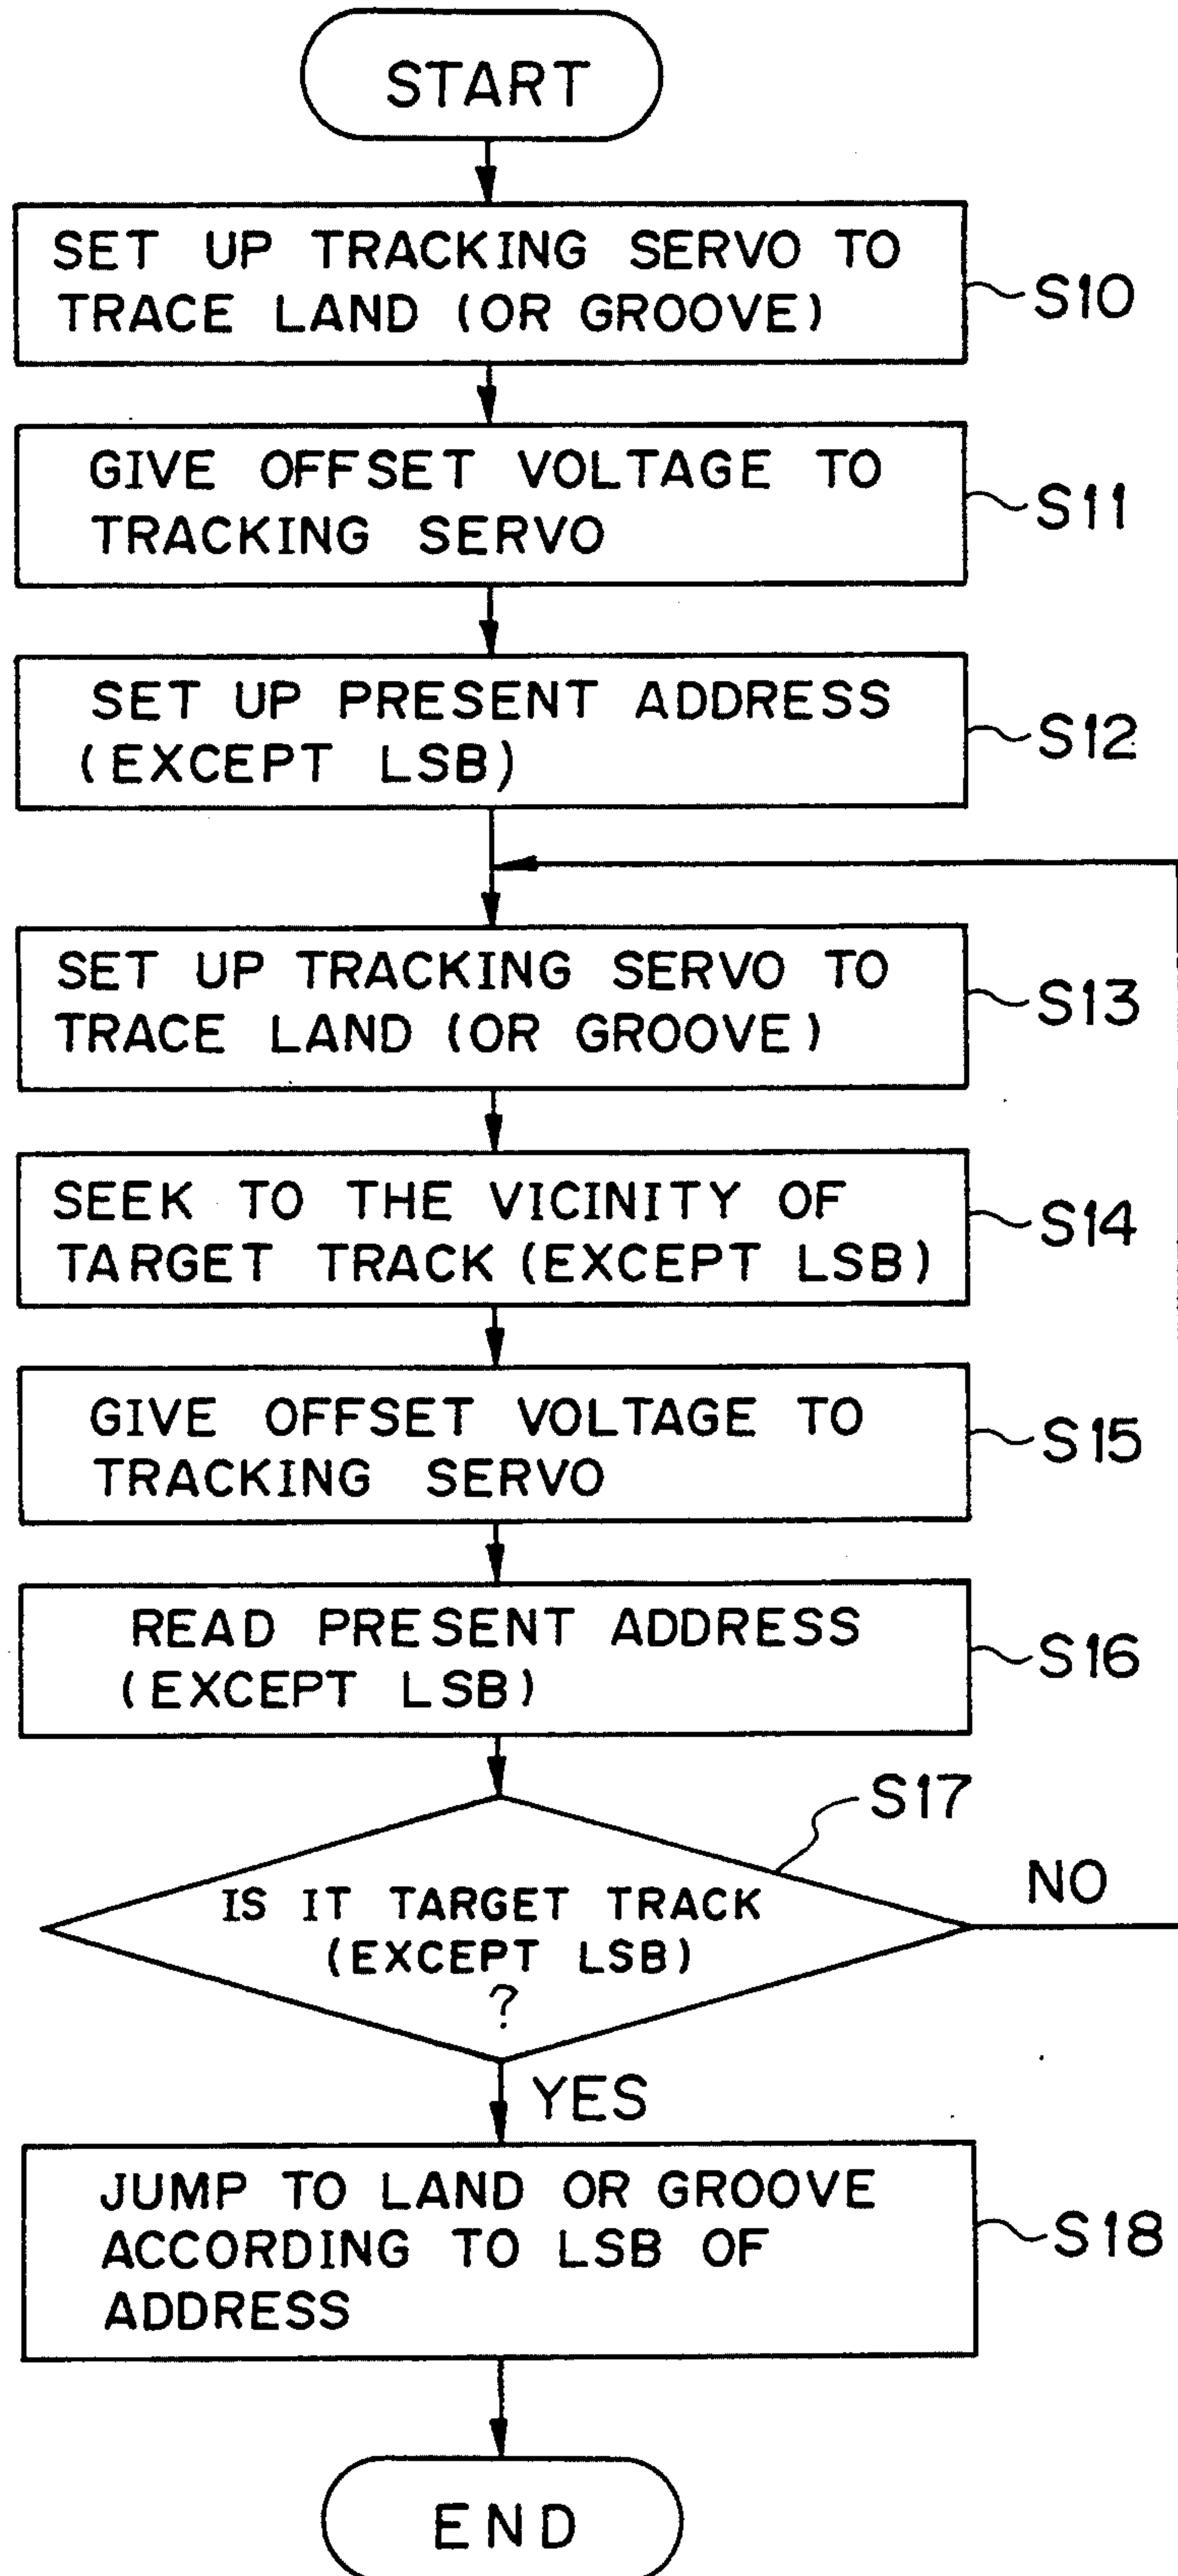 START
SET UP TRACKING SERVO TO
TRACE LAND (OR GROOVE)
S10
GIVE OFFSET VOLTAGE TO
TRACKING SERVO
S11
SET UP PRESENT ADDRESS
(EXCEPT LSB)
S12
SET UP TRACKING SERVO TO
TRACE LAND (OR GROOVE)
S13
SEEK TO THE VICINITY OF
TARGET TRACK (EXCEPT LSB)
S14
GIVE OFFSET VOLTAGE TO
TRACKING SERVO
S15
READ PRESENT ADDRESS
(EXCEPT LSB)
S16
S17
IS IT TARGET TRACK
(EXCEPT LSB)
?
NO
YES
JUMP TO LAND OR GROOVE
ACCORDING TO LSB OF
ADDRESS
S18
END